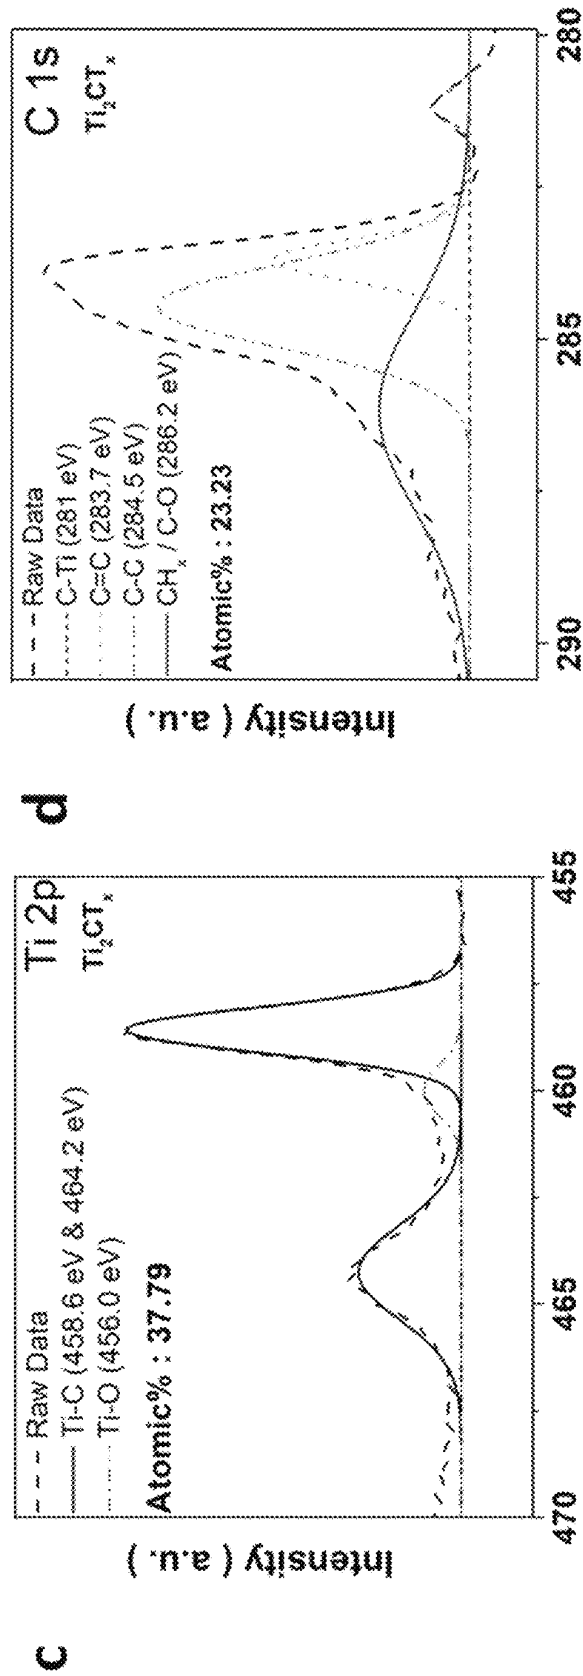 c
Intensity ( a.u. )
Raw Data
Ti-C (458.6 eV & 464.2 eV)
Ti-O (456.0 eV)
Atomic% : 37.79
Ti 2p
Ti₂CTₓ
470 465 460 455
d
Intensity ( a.u. )
Raw Data
C-Ti (281 eV)
C=C (283.7 eV)
C-C (284.5 eV)
CHₓ / C-O (286.2 eV)
Atomic% : 23.23
C 1s
Ti₂CTₓ
290 285 280